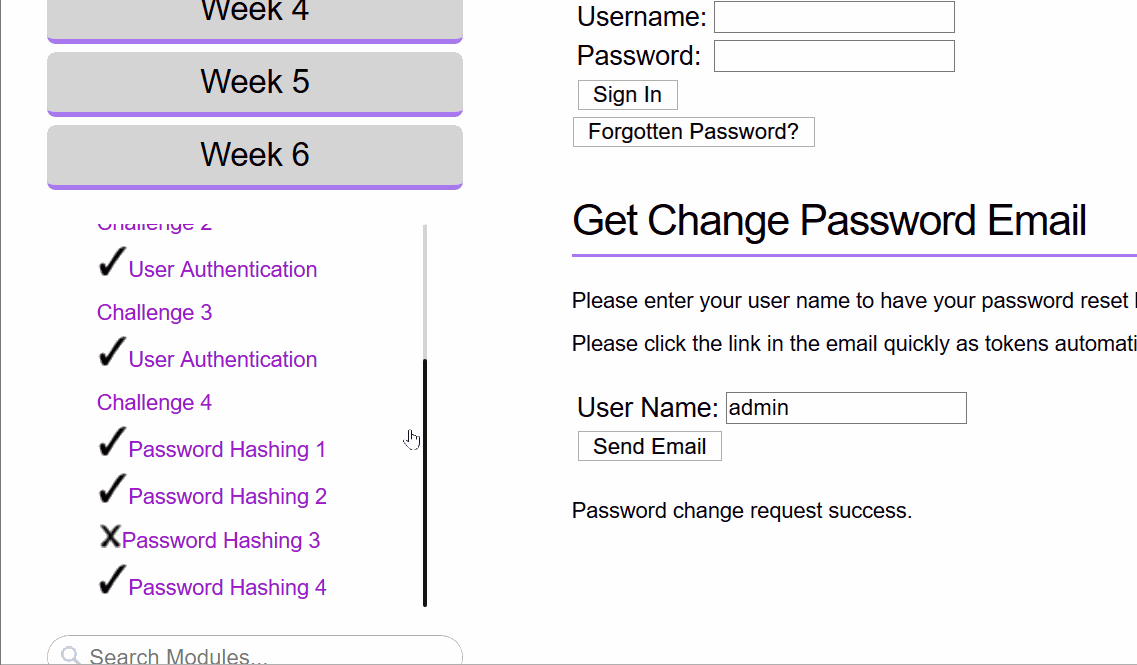 Week 4
Week 5
Week 6
Challenge 2
User Authentication
Challenge 3
User Authentication
Challenge 4
Password Hashing 1
Password Hashing 2
Password Hashing 3
Password Hashing 4
Search Modules...
Username:
Password:
Sign In
Forgotten Password?
Get Change Password Email
Please enter your user name to have your password reset
Please click the link in the email quickly as tokens automati
User Name: admin
Send Email
Password change request success.